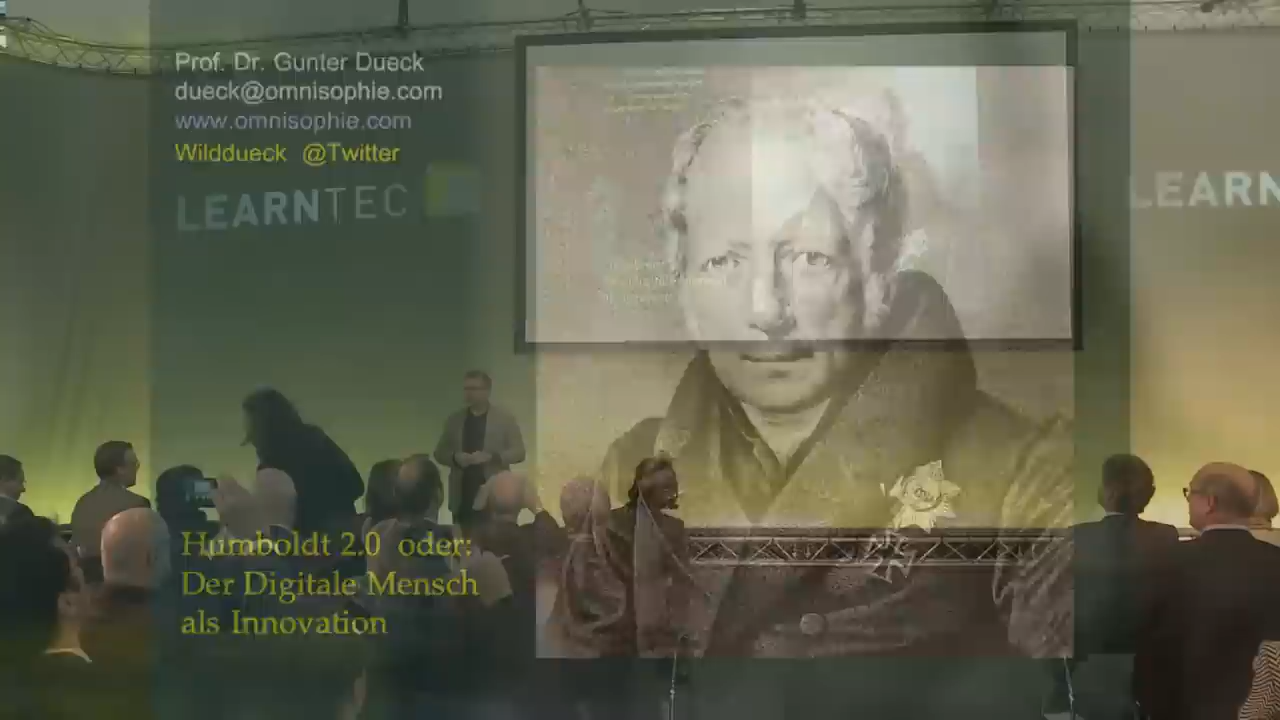 Prof. Dr. Gunter Dueck
dueck@omnisophie.com
www.omnisophie.com
Wilddueck @Twitter
LEARNTEC
LEARN
Humboldt 2.0 oder:
Der Digitale Mensch
als Innovation